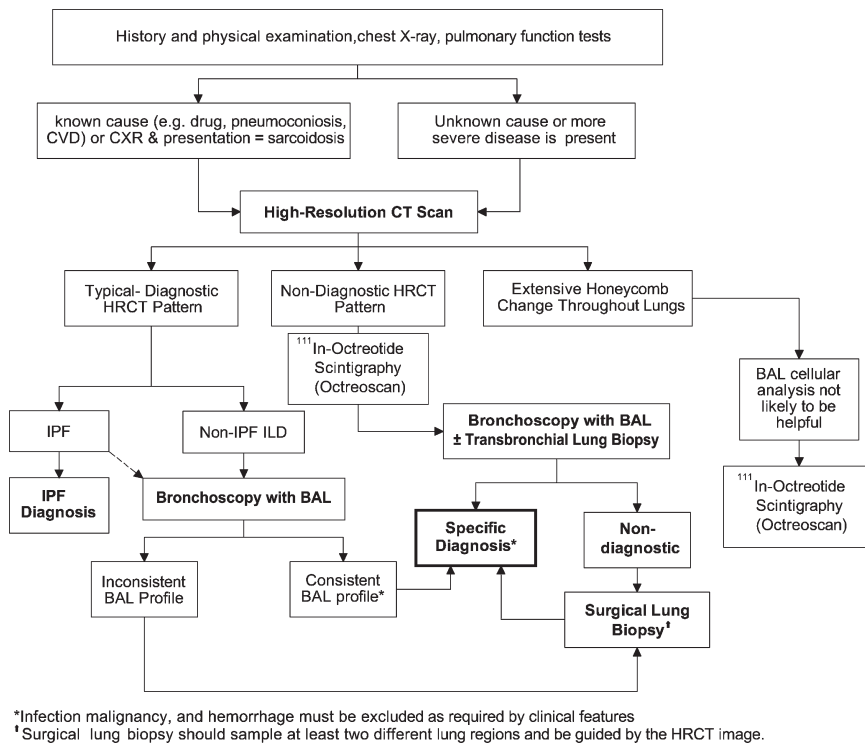 History and physical examination,chest X-ray, pulmonary function tests
known cause (e.g. drug, pneumoconiosis,
CVD) or CXR & presentation = sarcoidosis
Unknown cause or more
severe disease is present
High-Resolution CT Scan
Typical- Diagnostic
HRCT Pattern
Non-Diagnostic HRCT
Pattern
Extensive Honeycomb
Change Throughout Lungs
111In-Octreotide
Scintigraphy
(Octreoscan)
BAL cellular
analysis not
likely to be
helpful
IPF
Non-IPF ILD
Bronchoscopy with BAL
± Transbronchial Lung Biopsy
111In-Octreotide
Scintigraphy
(Octreoscan)
IPF
Diagnosis
Bronchoscopy with BAL
Specific
Diagnosis*
Non-
diagnostic
Inconsistent
BAL Profile
Consistent
BAL profile*
Surgical Lung
Biopsy⬆
*Infection malignancy, and hemorrhage must be excluded as required by clinical features
⬆Surgical lung biopsy should sample at least two different lung regions and be guided by the HRCT image.